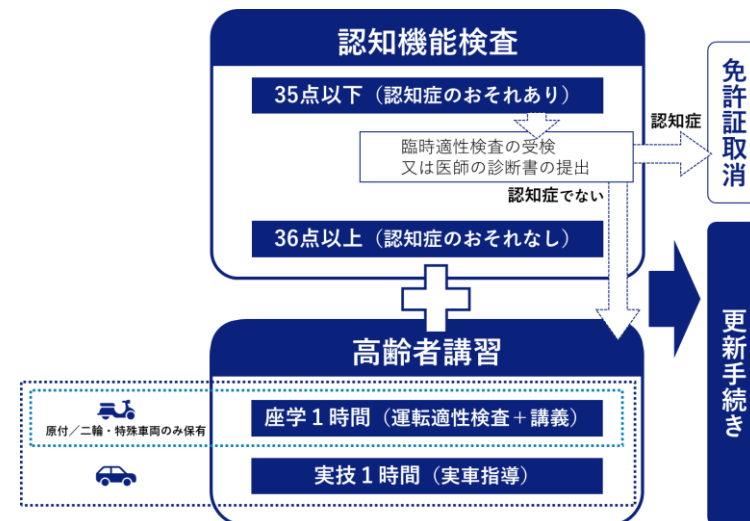 認知機能検査
35点以下（認知症のおそれあり）
臨時適性検査の受検
又は医師の診断書の提出
認知症
免許証取消
認知症でない
36点以上（認知症のおそれなし）
高齢者講習
座学１時間（運転適性検査＋講義）
原付／二輪・特殊車両のみ保有
実技１時間（実車指導）
更新手続き